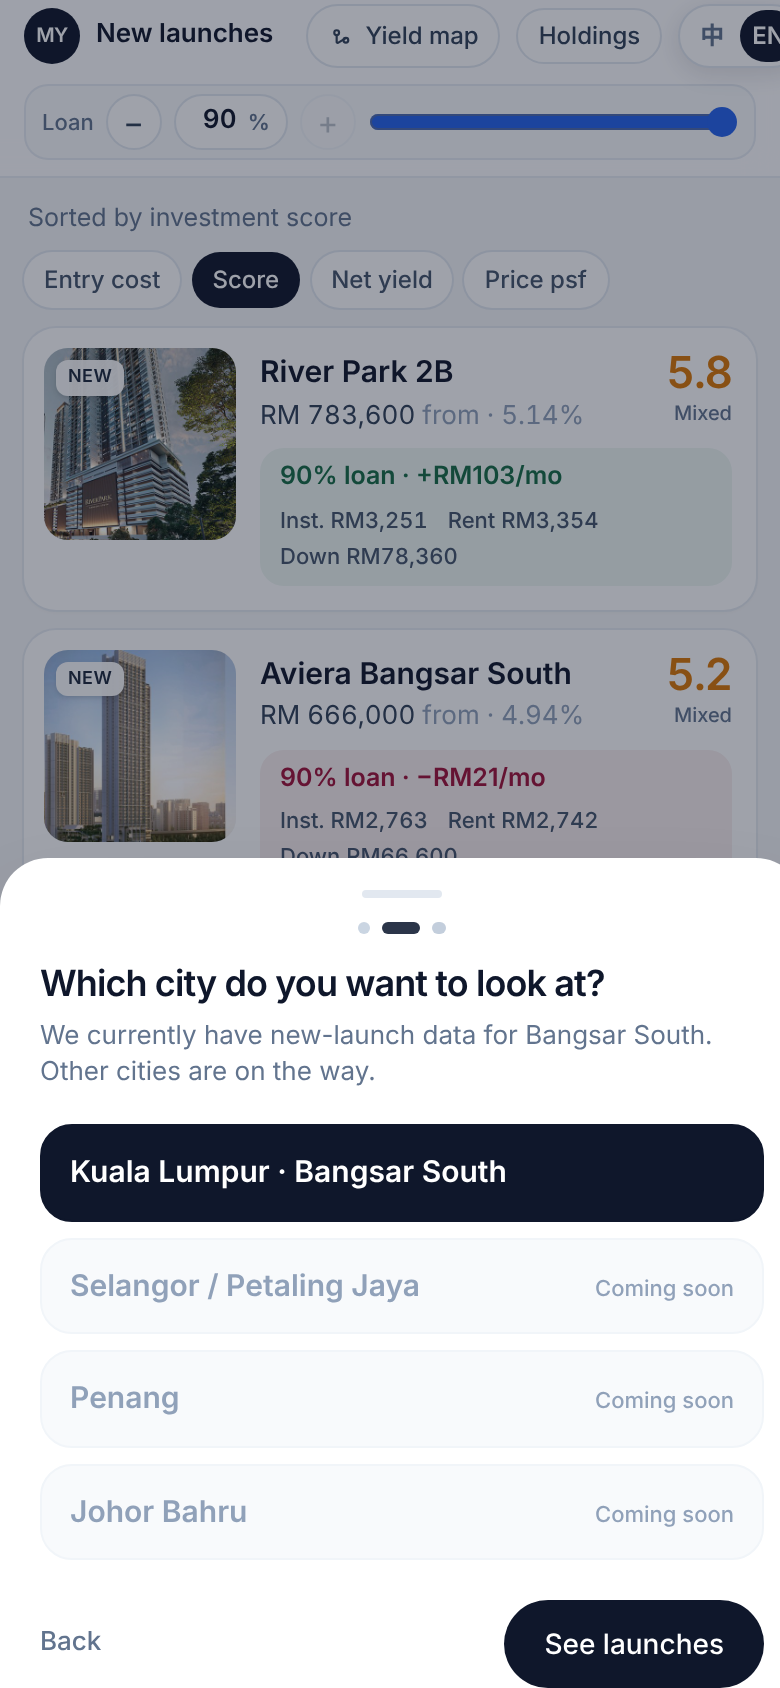 MY New launches Yield map Holdings 中 EN
Loan − 90 % +
Sorted by investment score
Entry cost Score Net yield Price psf
NEW
River Park 2B
5.8
RM 783,600 from · 5.14%
Mixed
90% loan · +RM103/mo
Inst. RM3,251 Rent RM3,354
Down RM78,360
NEW
Aviera Bangsar South
5.2
RM 666,000 from · 4.94%
Mixed
90% loan · −RM21/mo
Inst. RM2,763 Rent RM2,742
Down RM66,600
Which city do you want to look at?
We currently have new-launch data for Bangsar South.
Other cities are on the way.
Kuala Lumpur · Bangsar South
Selangor / Petaling Jaya Coming soon
Penang Coming soon
Johor Bahru Coming soon
Back See launches